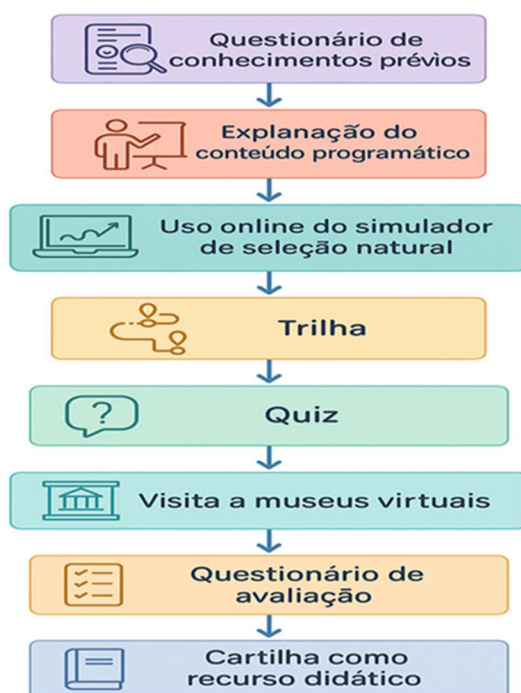 Questionário de
conhecimentos prévios
Explanação do
conteúdo programático
Uso online do simulador
de seleção natural
Trilha
?
Quiz
Visita a museus virtuais
Questionário de
avaliação
Cartilha como
recurso didático